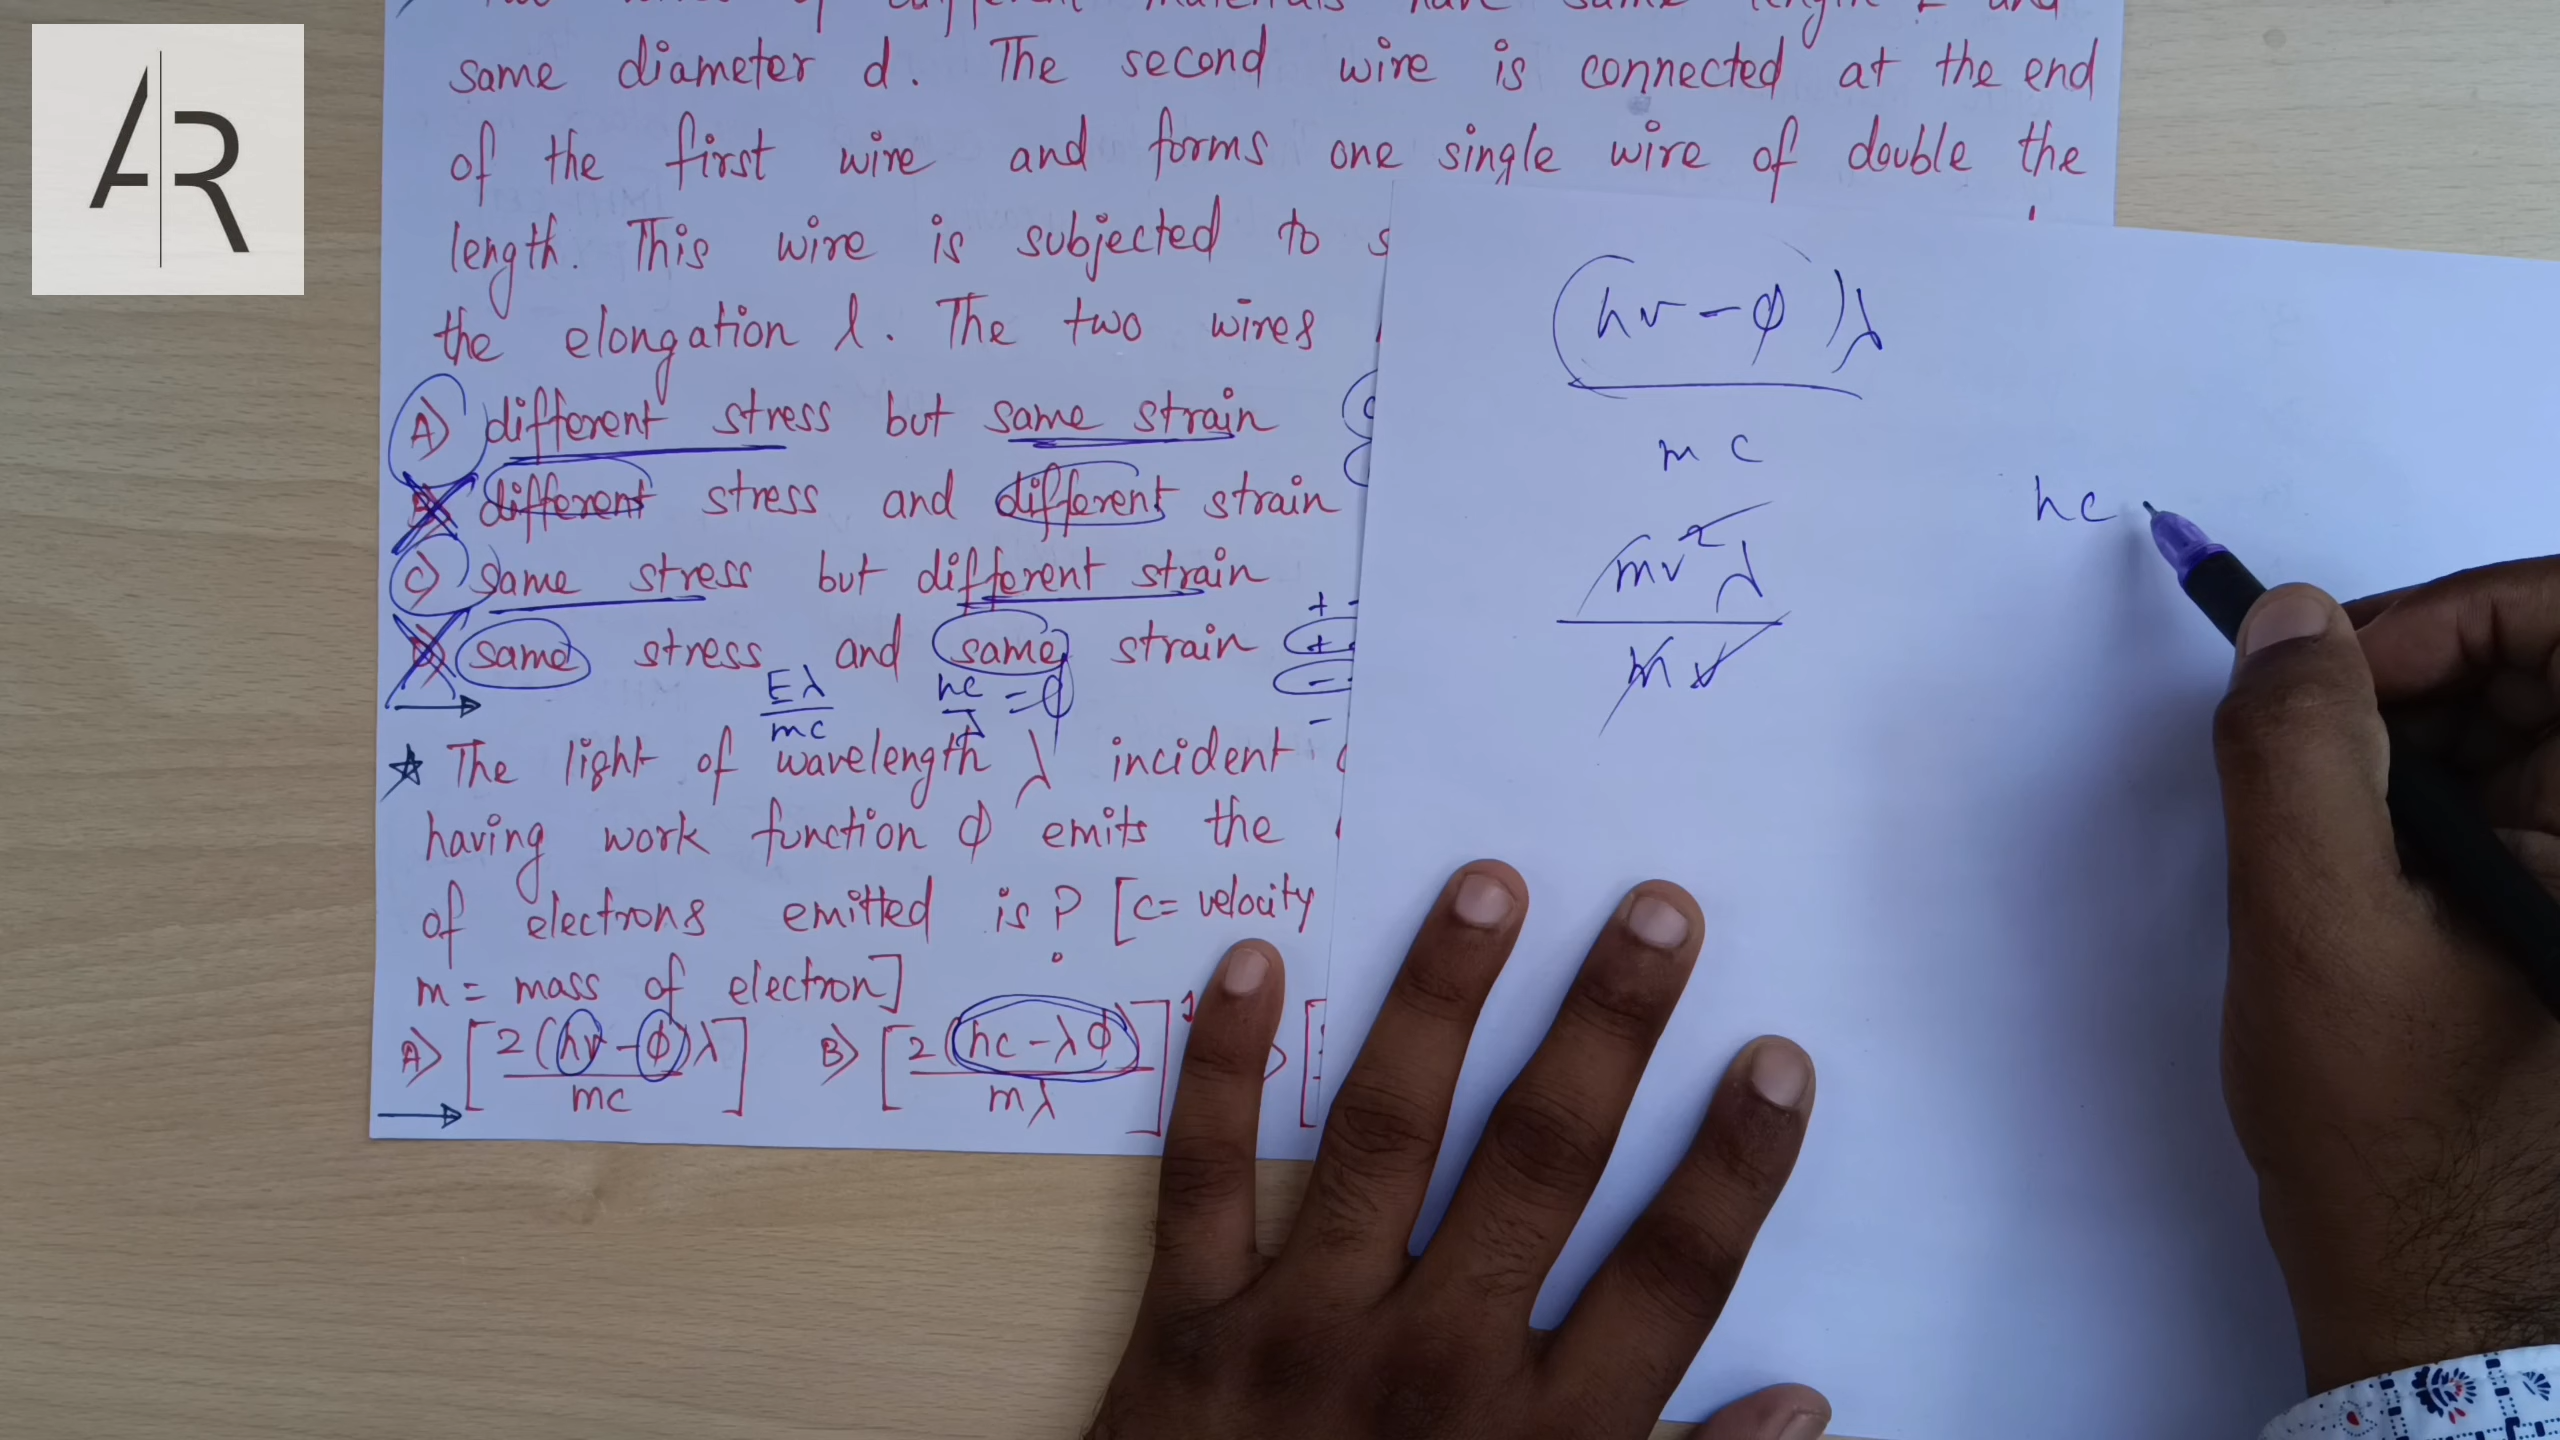 AR
same diameter d. The second wire is connected at the end
of the first wire and forms one single wire of double the
length. This wire is subjected to s
the elongation l. The two wires
A) different stress but same strain
B) different stress and different strain
C) same stress but different strain
D) same stress and same strain
Eλ/mc hc/λ = ϕ
☆ The light of wavelength λ incident
having work function ϕ emits the
of electrons emitted is ? [c= velocity
m = mass of electron]
A) [2(hν-ϕ)λ/mc] B) [2(hc-λϕ)/mλ]
(hν-ϕ)λ
mc
mv²λ
mv
hc